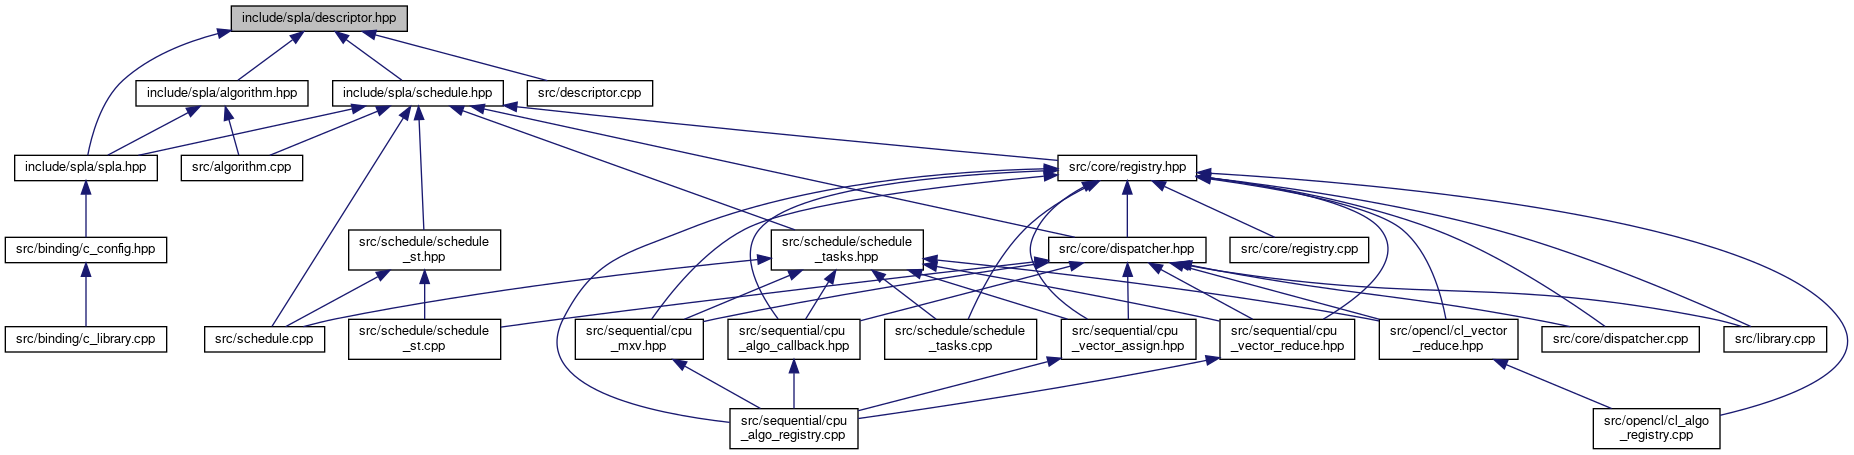 include/spla/descriptor.hpp
include/spla/algorithm.hpp
include/spla/schedule.hpp
src/descriptor.cpp
include/spla/spla.hpp
src/algorithm.cpp
src/core/registry.hpp
src/binding/c_config.hpp
src/schedule/schedule
_st.hpp
src/schedule/schedule
_tasks.hpp
src/core/dispatcher.hpp
src/core/registry.cpp
src/binding/c_library.cpp
src/schedule.cpp
src/schedule/schedule
_st.cpp
src/sequential/cpu
_mxv.hpp
src/sequential/cpu
_algo_callback.hpp
src/schedule/schedule
_tasks.cpp
src/sequential/cpu
_vector_assign.hpp
src/sequential/cpu
_vector_reduce.hpp
src/opencl/cl_vector
_reduce.hpp
src/core/dispatcher.cpp
src/library.cpp
src/sequential/cpu
_algo_registry.cpp
src/opencl/cl_algo
_registry.cpp